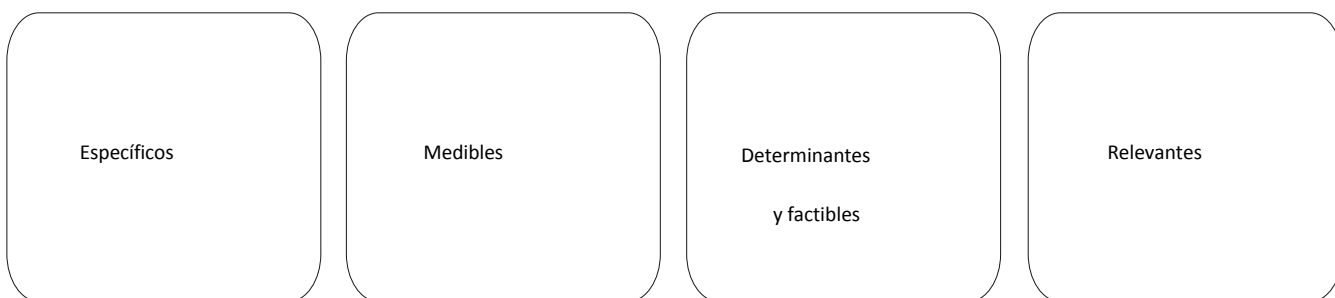 Específicos
Medibles
Determinantes
y factibles
Relevantes